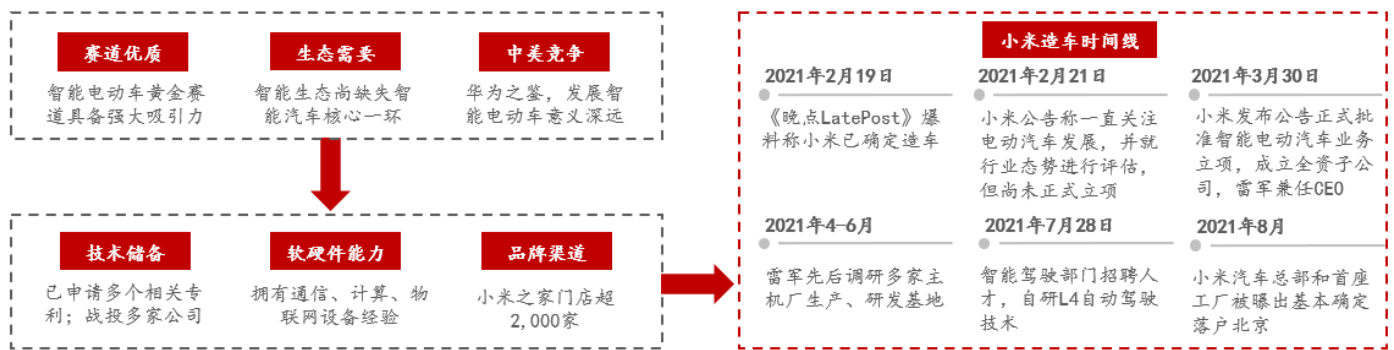 赛道优质
智能电动车黄金赛
道具备强大吸引力
生态需要
智能生态尚缺失智
能汽车核心一环
中美竞争
华为之鉴，发展智
能电动车意义深远
技术储备
已申请多个相关专
利；战投多家公司
软硬件能力
拥有通信、计算、物
联网设备经验
品牌渠道
小米之家门店超
2,000家
小米造车时间线
2021年2月19日
《晚点LatePost》爆
料称小米已确定造车
2021年2月21日
小米公告称一直关注
电动汽车发展，并就
行业态势进行评估，
但尚未正式立项
2021年3月30日
小米发布公告正式批
准智能电动汽车业务
立项，成立全资子公
司，雷军兼任CEO
2021年4-6月
雷军先后调研多家主
机厂生产、研发基地
2021年7月28日
智能驾驶部门招聘人
才，自研L4自动驾驶
技术
2021年8月
小米汽车总部和首座
工厂被曝出基本确定
落户北京